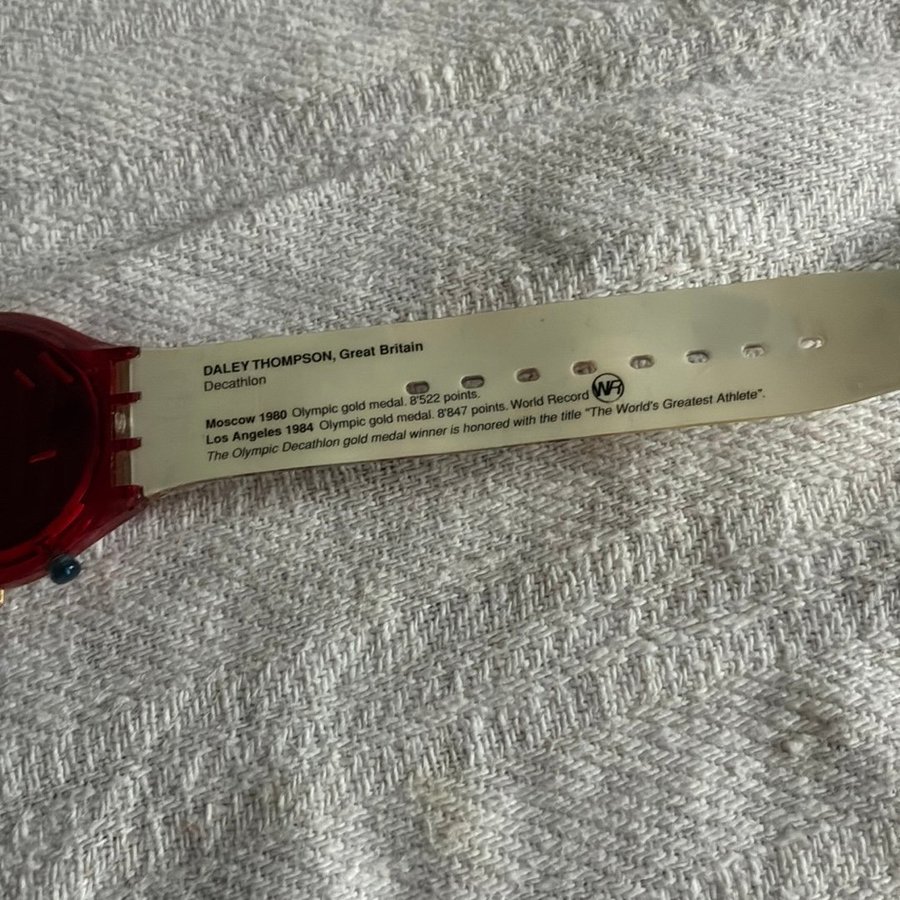 DALEY THOMPSON, Great Britain
Decathlon
Moscow 1980 Olympic gold medal. 8'522 points.
Los Angeles 1984 Olympic gold medal. 8'847 points. World Record WR
The Olympic Decathlon gold medal winner is honored with the title "The World's Greatest Athlete".